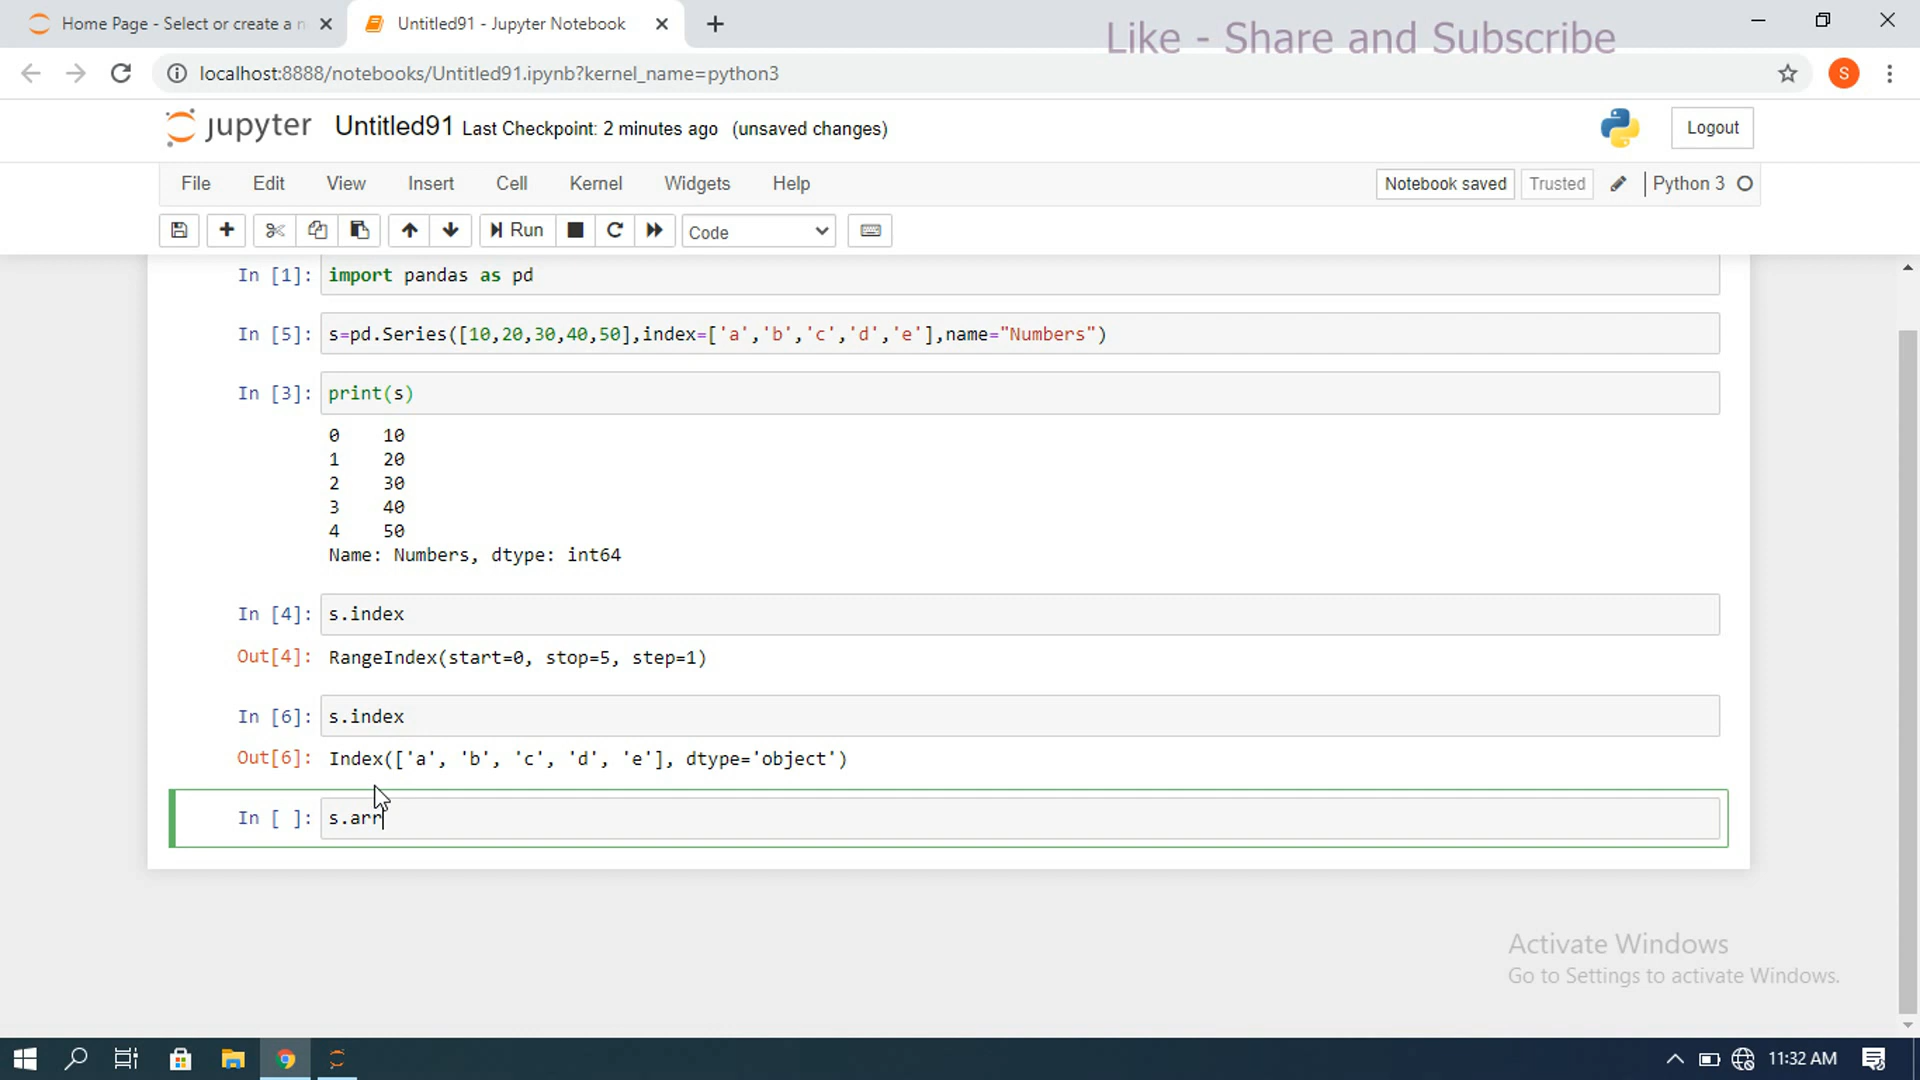 Home Page - Select or create a n
Untitled91 - Jupyter Notebook
Like - Share and Subscribe
localhost:8888/notebooks/Untitled91.ipynb?kernel_name=python3
S
jupyter Untitled91 Last Checkpoint: 2 minutes ago (unsaved changes)
Logout
File Edit View Insert Cell Kernel Widgets Help
Notebook saved Trusted Python 3
Run Code
In [1]: import pandas as pd
In [5]: s=pd.Series([10,20,30,40,50],index=['a','b','c','d','e'],name="Numbers")
In [3]: print(s)
0 10
1 20
2 30
3 40
4 50
Name: Numbers, dtype: int64
In [4]: s.index
Out[4]: RangeIndex(start=0, stop=5, step=1)
In [6]: s.index
Out[6]: Index(['a', 'b', 'c', 'd', 'e'], dtype='object')
In [ ]: s.arr
Activate Windows
Go to Settings to activate Windows.
11:32 AM